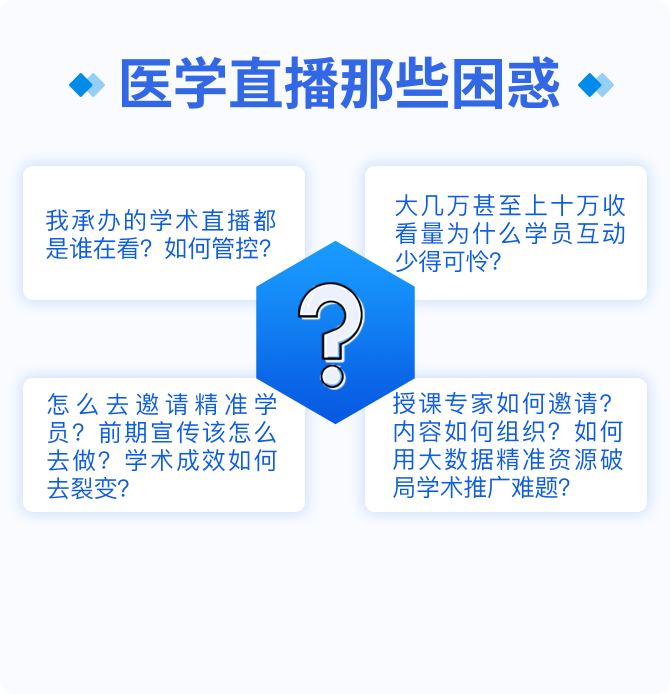 医学直播那些困惑
我承办的学术直播都
是谁在看？如何管控？
大几万甚至上十万收
看量为什么学员互动
少得可怜？
怎么去邀请精准学
员？前期宣传该怎么
去做？学术成效如何
去裂变？
授课专家如何邀请？
内容如何组织？如何
用大数据精准资源破
局学术推广难题？